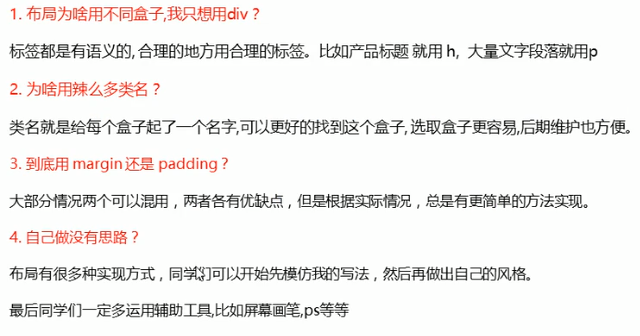 1. 布局为啥用不同盒子,我只想用div？
标签都是有语义的, 合理的地方用合理的标签。比如产品标题 就用 h,  大量文字段落就用p
2. 为啥用辣么多类名？
类名就是给每个盒子起了一个名字,可以更好的找到这个盒子, 选取盒子更容易,后期维护也方便。
3. 到底用 margin 还是 padding？
大部分情况两个可以混用，两者各有优缺点，但是根据实际情况，总是有更简单的方法实现。
4. 自己做没有思路？
布局有很多种实现方式，同学们可以开始先模仿我的写法，然后再做出自己的风格。
最后同学们一定多运用辅助工具,比如屏幕画笔,ps等等